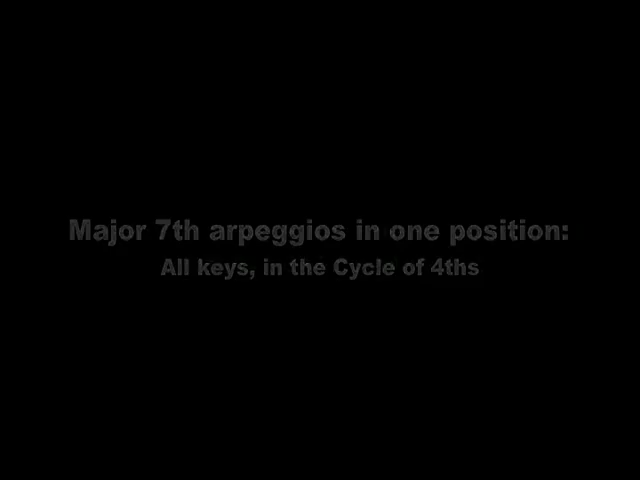 Major 7th arpeggios in one position:
All keys, in the Cycle of 4ths